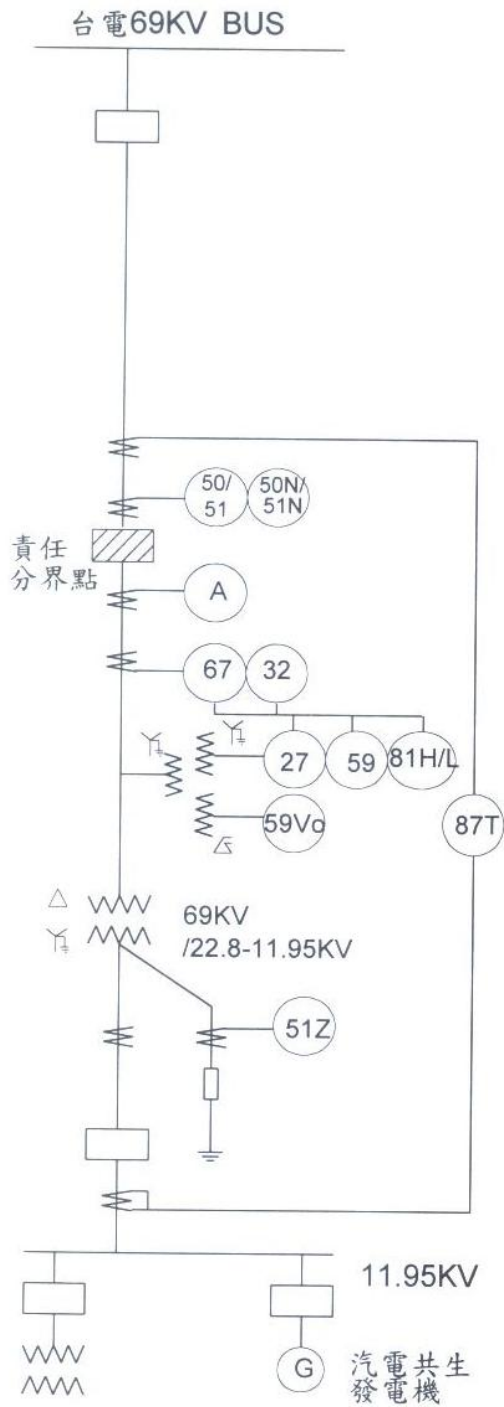 台電69KV BUS
50/
51
50N/
51N
責任
分界點
A
67
32
27
59
81H/L
59Vo
87T
69KV
/22.8-11.95KV
51Z
11.95KV
G
汽電共生
發電機